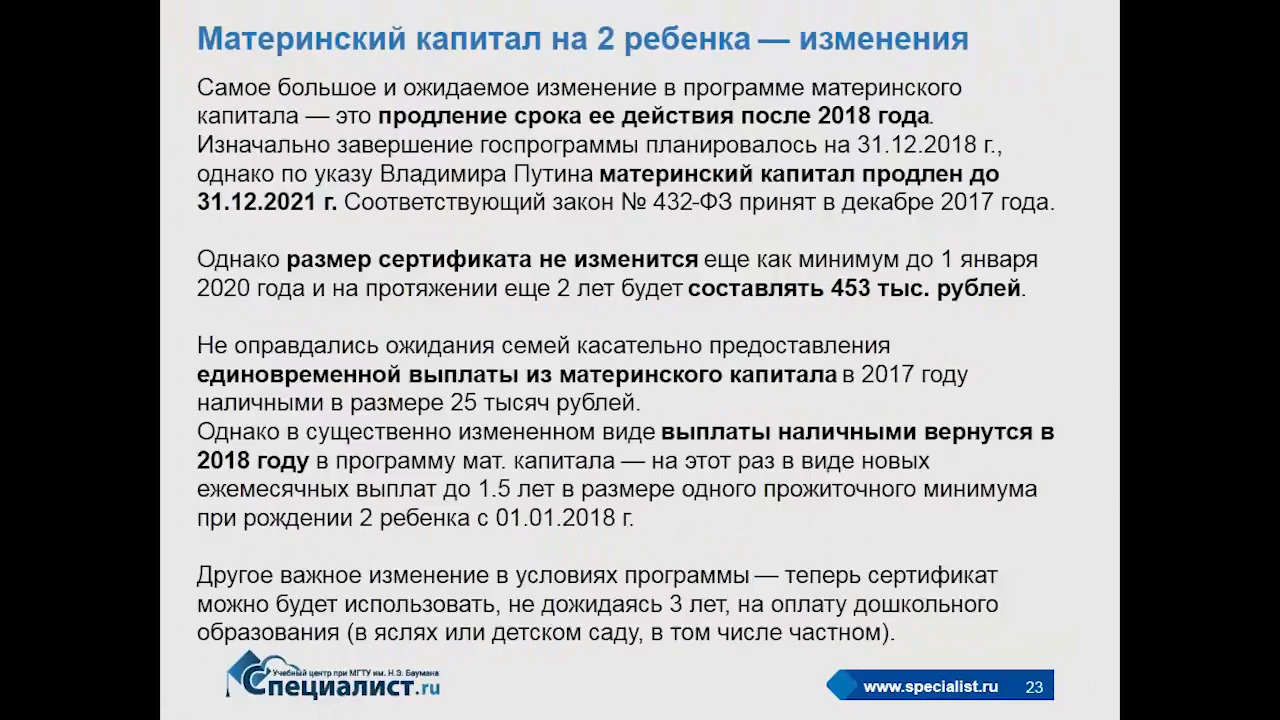 Материнский капитал на 2 ребенка — изменения
Самое большое и ожидаемое изменение в программе материнского
капитала — это продление срока ее действия после 2018 года.
Изначально завершение госпрограммы планировалось на 31.12.2018 г.,
однако по указу Владимира Путина материнский капитал продлен до
31.12.2021 г. Соответствующий закон № 432-ФЗ принят в декабре 2017 года.
Однако размер сертификата не изменится еще как минимум до 1 января
2020 года и на протяжении еще 2 лет будет составлять 453 тыс. рублей.
Не оправдались ожидания семей касательно предоставления
единовременной выплаты из материнского капитала в 2017 году
наличными в размере 25 тысяч рублей.
Однако в существенно измененном виде выплаты наличными вернутся в
2018 году в программу мат. капитала — на этот раз в виде новых
ежемесячных выплат до 1.5 лет в размере одного прожиточного минимума
при рождении 2 ребенка с 01.01.2018 г.
Другое важное изменение в условиях программы — теперь сертификат
можно будет использовать, не дожидаясь 3 лет, на оплату дошкольного
образования (в яслях или детском саду, в том числе частном).
Учебный центр при МГТУ им. Н.Э. Баумана
Специалист.ru
www.specialist.ru 23